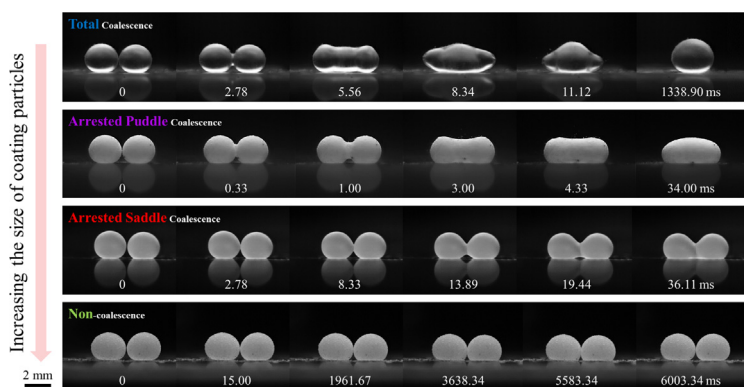 Total Coalescence
0 2.78 5.56 8.34 11.12 1338.90 ms
Arrested Puddle Coalescence
0 0.33 1.00 3.00 4.33 34.00 ms
Arrested Saddle Coalescence
0 2.78 8.33 13.89 19.44 36.11 ms
Non-coalescence
0 15.00 1961.67 3638.34 5583.34 6003.34 ms
Increasing the size of coating particles
2 mm